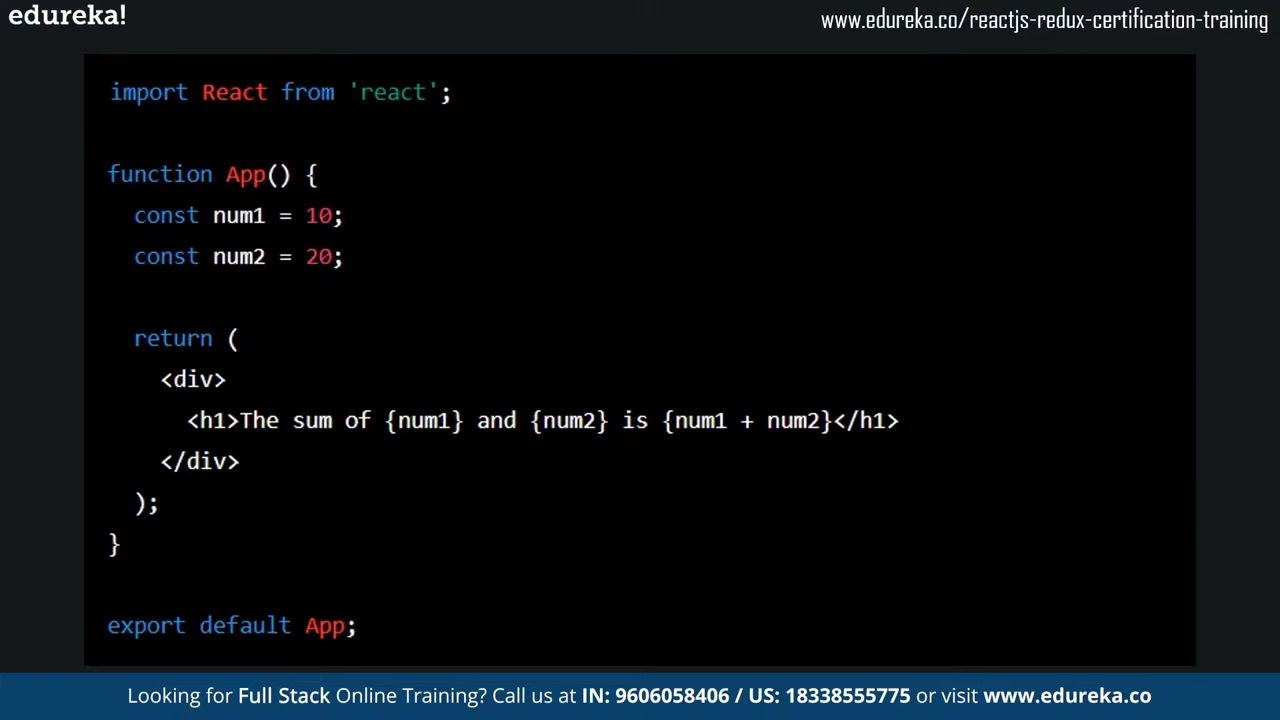 edureka!
www.edureka.co/reactjs-redux-certification-training
import React from 'react';
function App() {
const num1 = 10;
const num2 = 20;
return (
<div>
<h1>The sum of {num1} and {num2} is {num1 + num2}</h1>
</div>
);
}
export default App;
Looking for Full Stack Online Training? Call us at IN: 9606058406 / US: 18338555775 or visit www.edureka.co